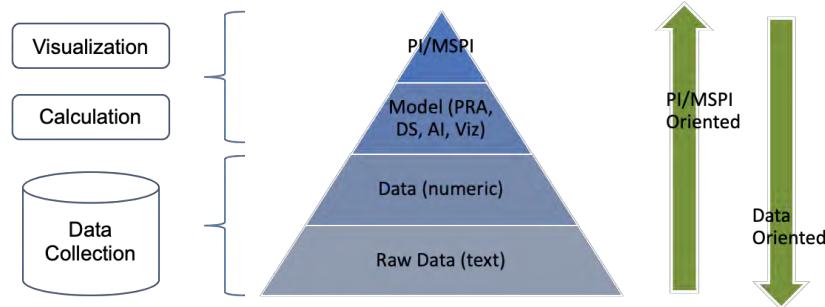 Visualization
Calculation
Data
Collection
PI/MSPI
Model (PRA,
DS, AI, Viz)
Data (numeric)
Raw Data (text)
PI/MSPI
Oriented
Data
Oriented